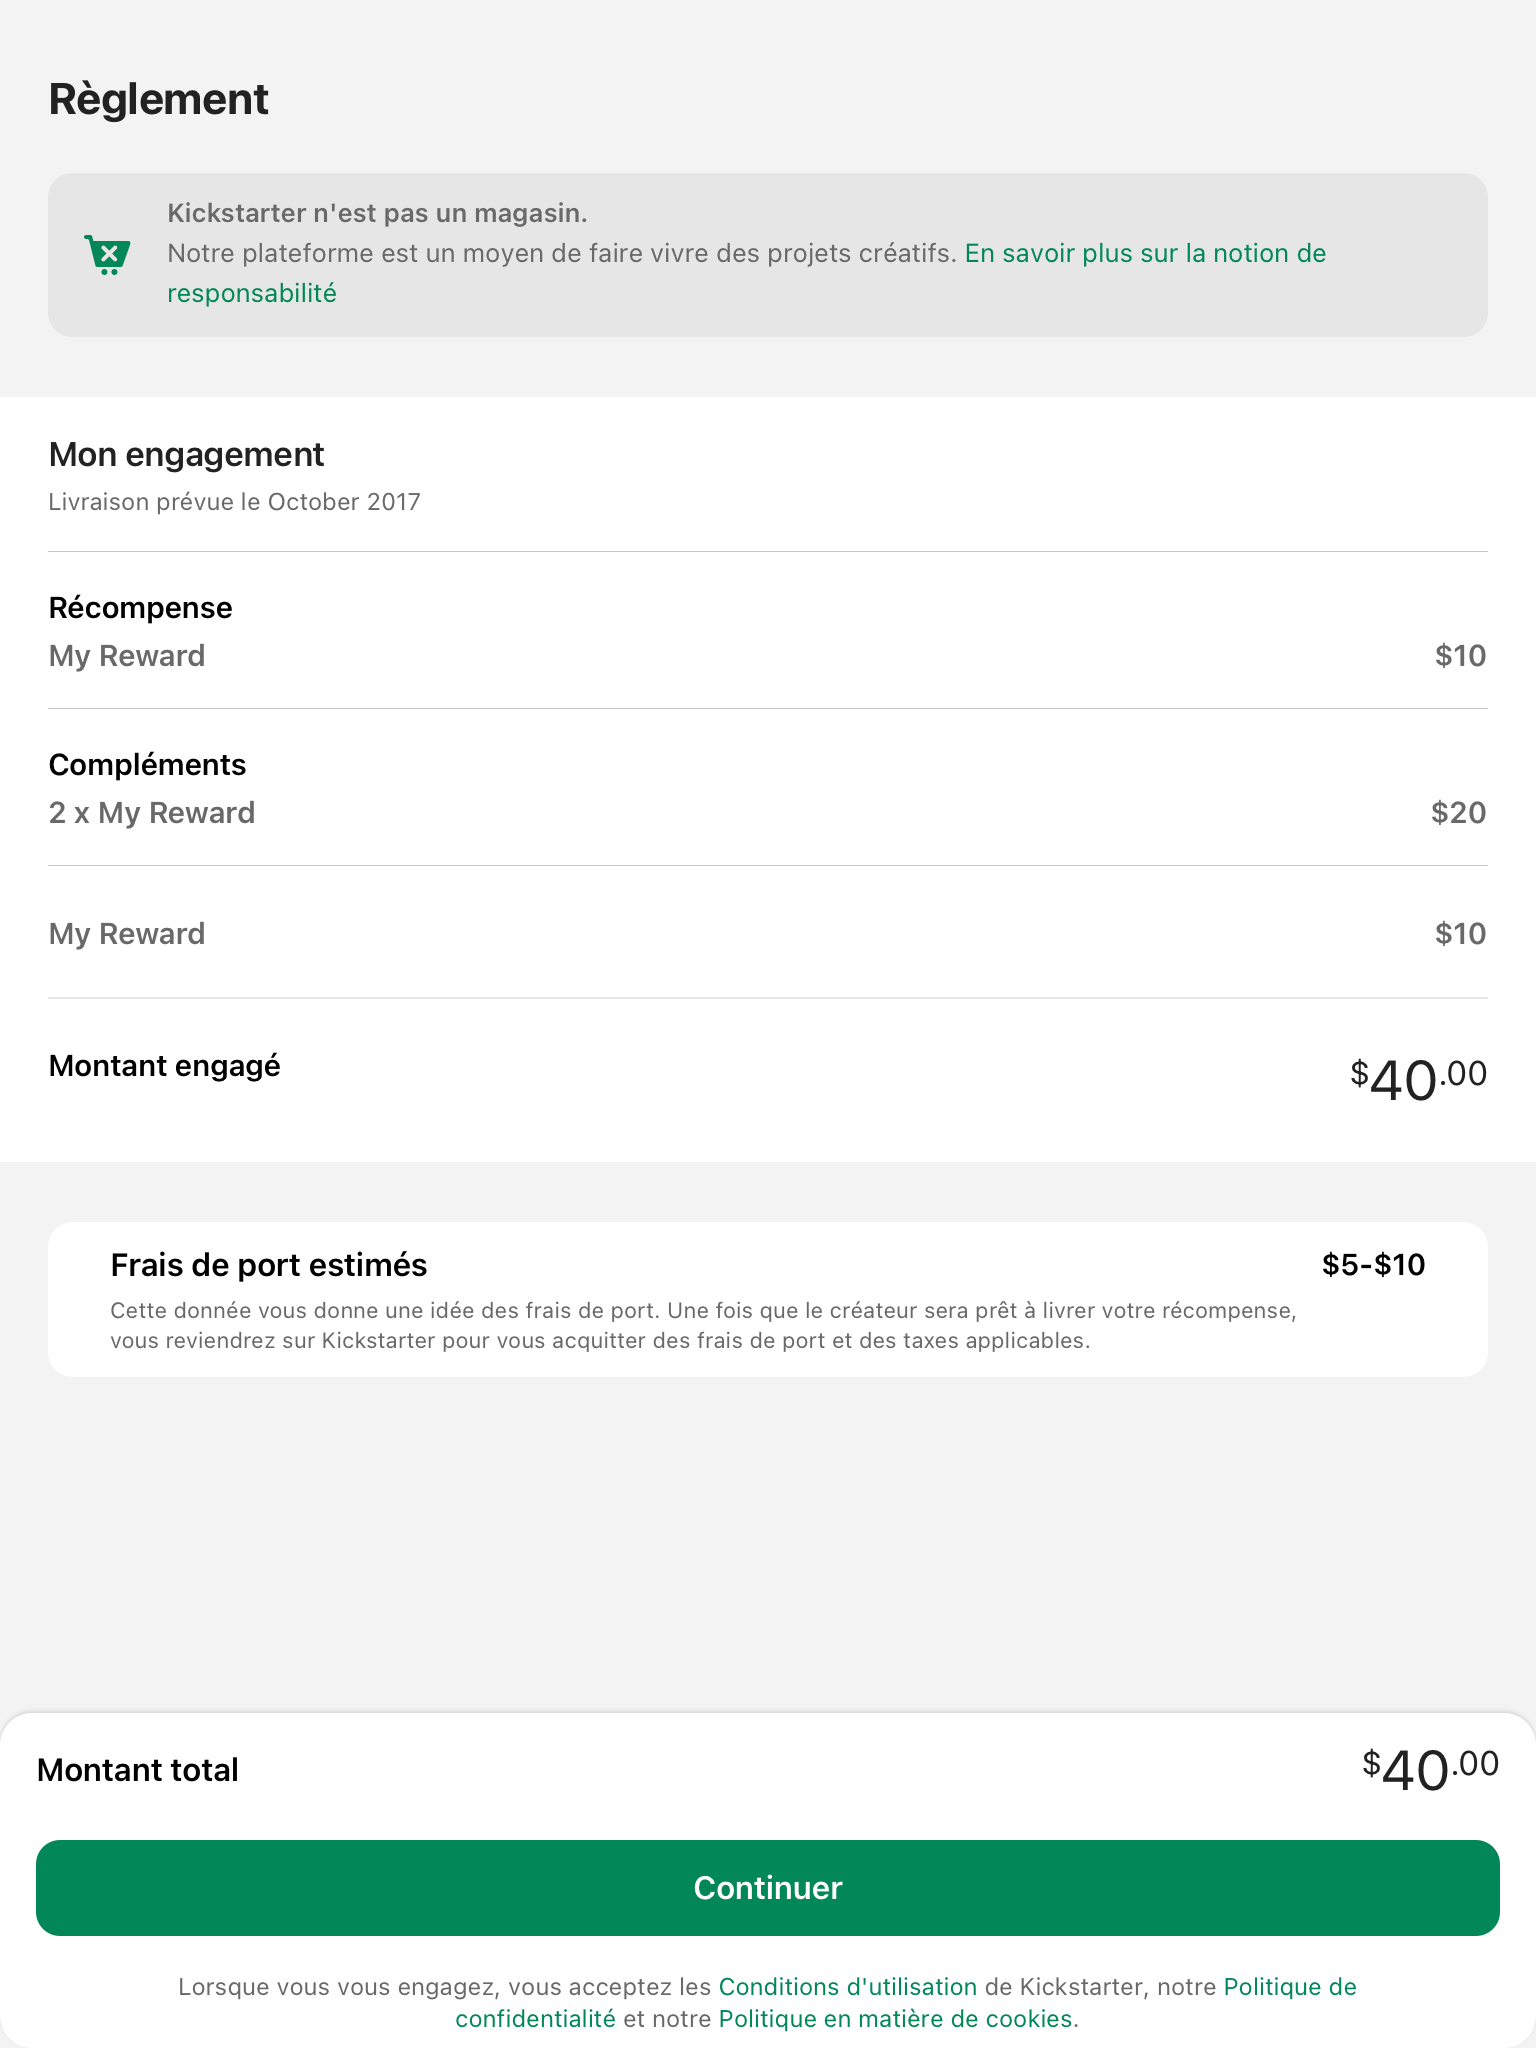 Règlement
Kickstarter n'est pas un magasin.
Notre plateforme est un moyen de faire vivre des projets créatifs. En savoir plus sur la notion de
responsabilité
Mon engagement
Livraison prévue le October 2017
Récompense
My Reward $10
Compléments
2 x My Reward $20
My Reward $10
Montant engagé $40.00
Frais de port estimés $5-$10
Cette donnée vous donne une idée des frais de port. Une fois que le créateur sera prêt à livrer votre récompense,
vous reviendrez sur Kickstarter pour vous acquitter des frais de port et des taxes applicables.
Montant total $40.00
Continuer
Lorsque vous vous engagez, vous acceptez les Conditions d'utilisation de Kickstarter, notre Politique de
confidentialité et notre Politique en matière de cookies.